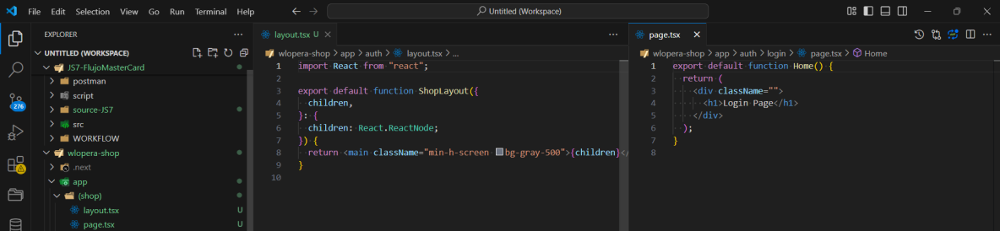 File Edit Selection View Go Run Terminal Help
Untitled (Workspace)
EXPLORER
UNTITLED (WORKSPACE)
JS7-FlujoMasterCard
postman
script
source-JS7
src
WORKFLOW
wlopera-shop
.next
app
(shop)
layout.tsx U
page.tsx U
276
layout.tsx U
wlopera-shop > app > auth > layout.tsx > ...
1 import React from "react";
2
3 export default function ShopLayout({
4 children,
5 }: {
6 children: React.ReactNode;
7 }) {
8 return <main className="min-h-screen bg-gray-500">{children}</
9 }
10
page.tsx
wlopera-shop > app > auth > login > page.tsx > Home
1 export default function Home() {
2 return (
3 <div className="">
4 <h1>Login Page</h1>
5 </div>
6 );
7 }
8